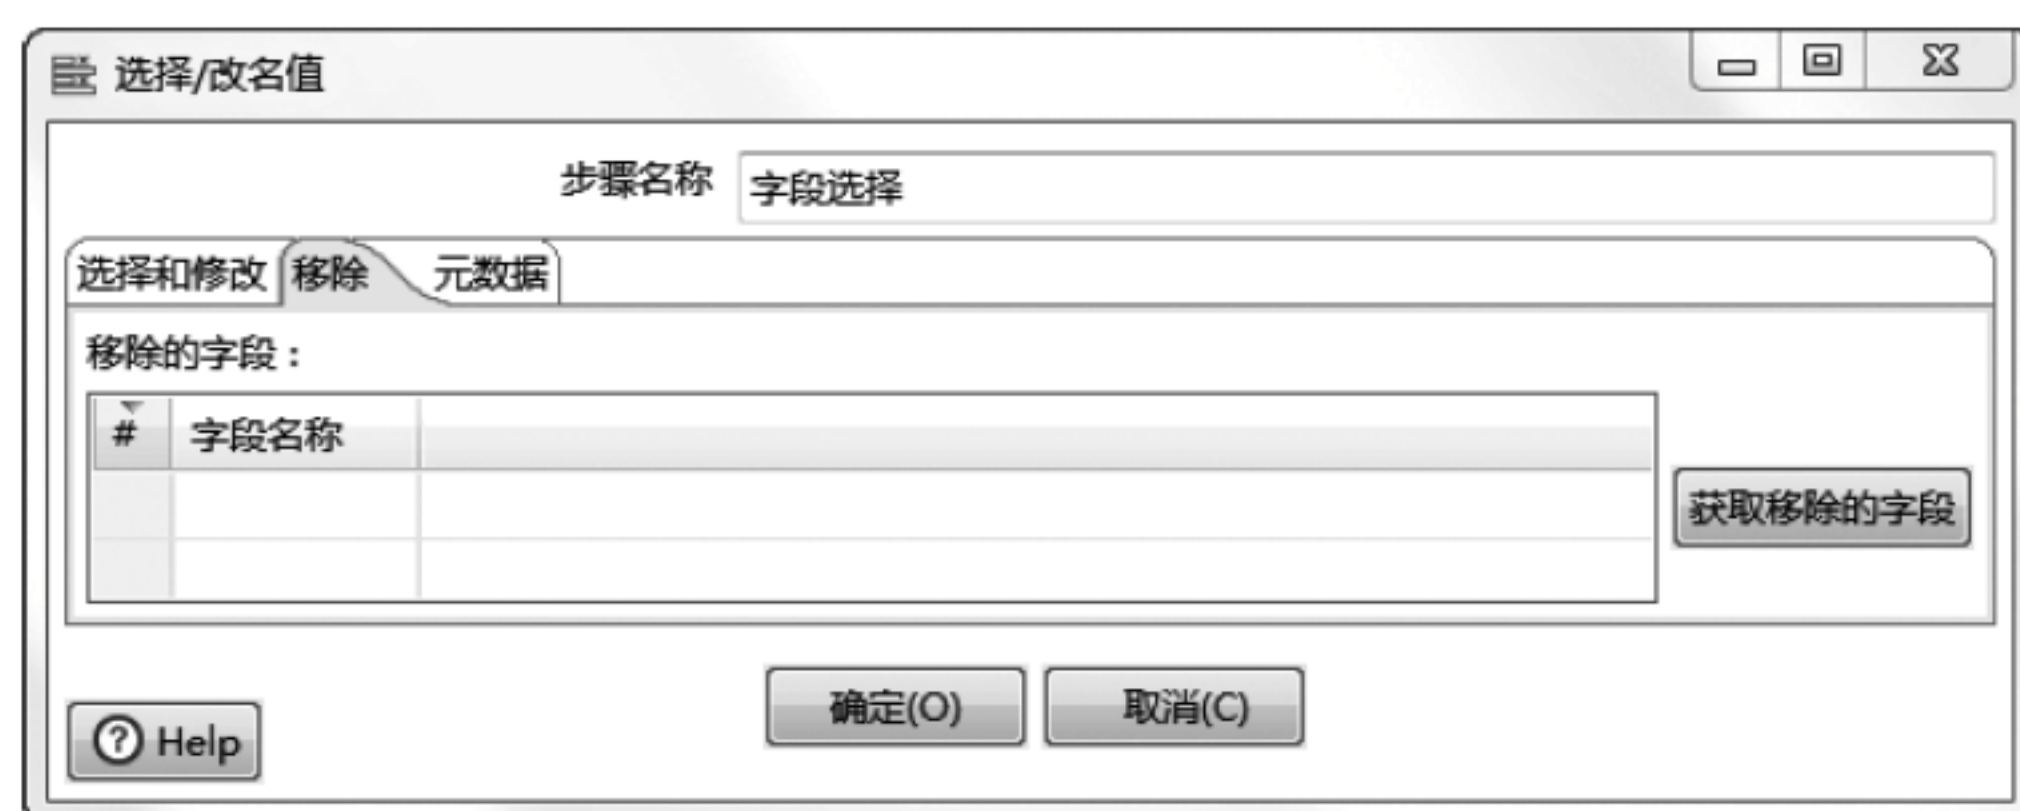 选择/改名值
步骤名称 字段选择
选择和修改 移除 元数据
移除的字段：
# 字段名称
获取移除的字段
确定(O) 取消(C)
Help